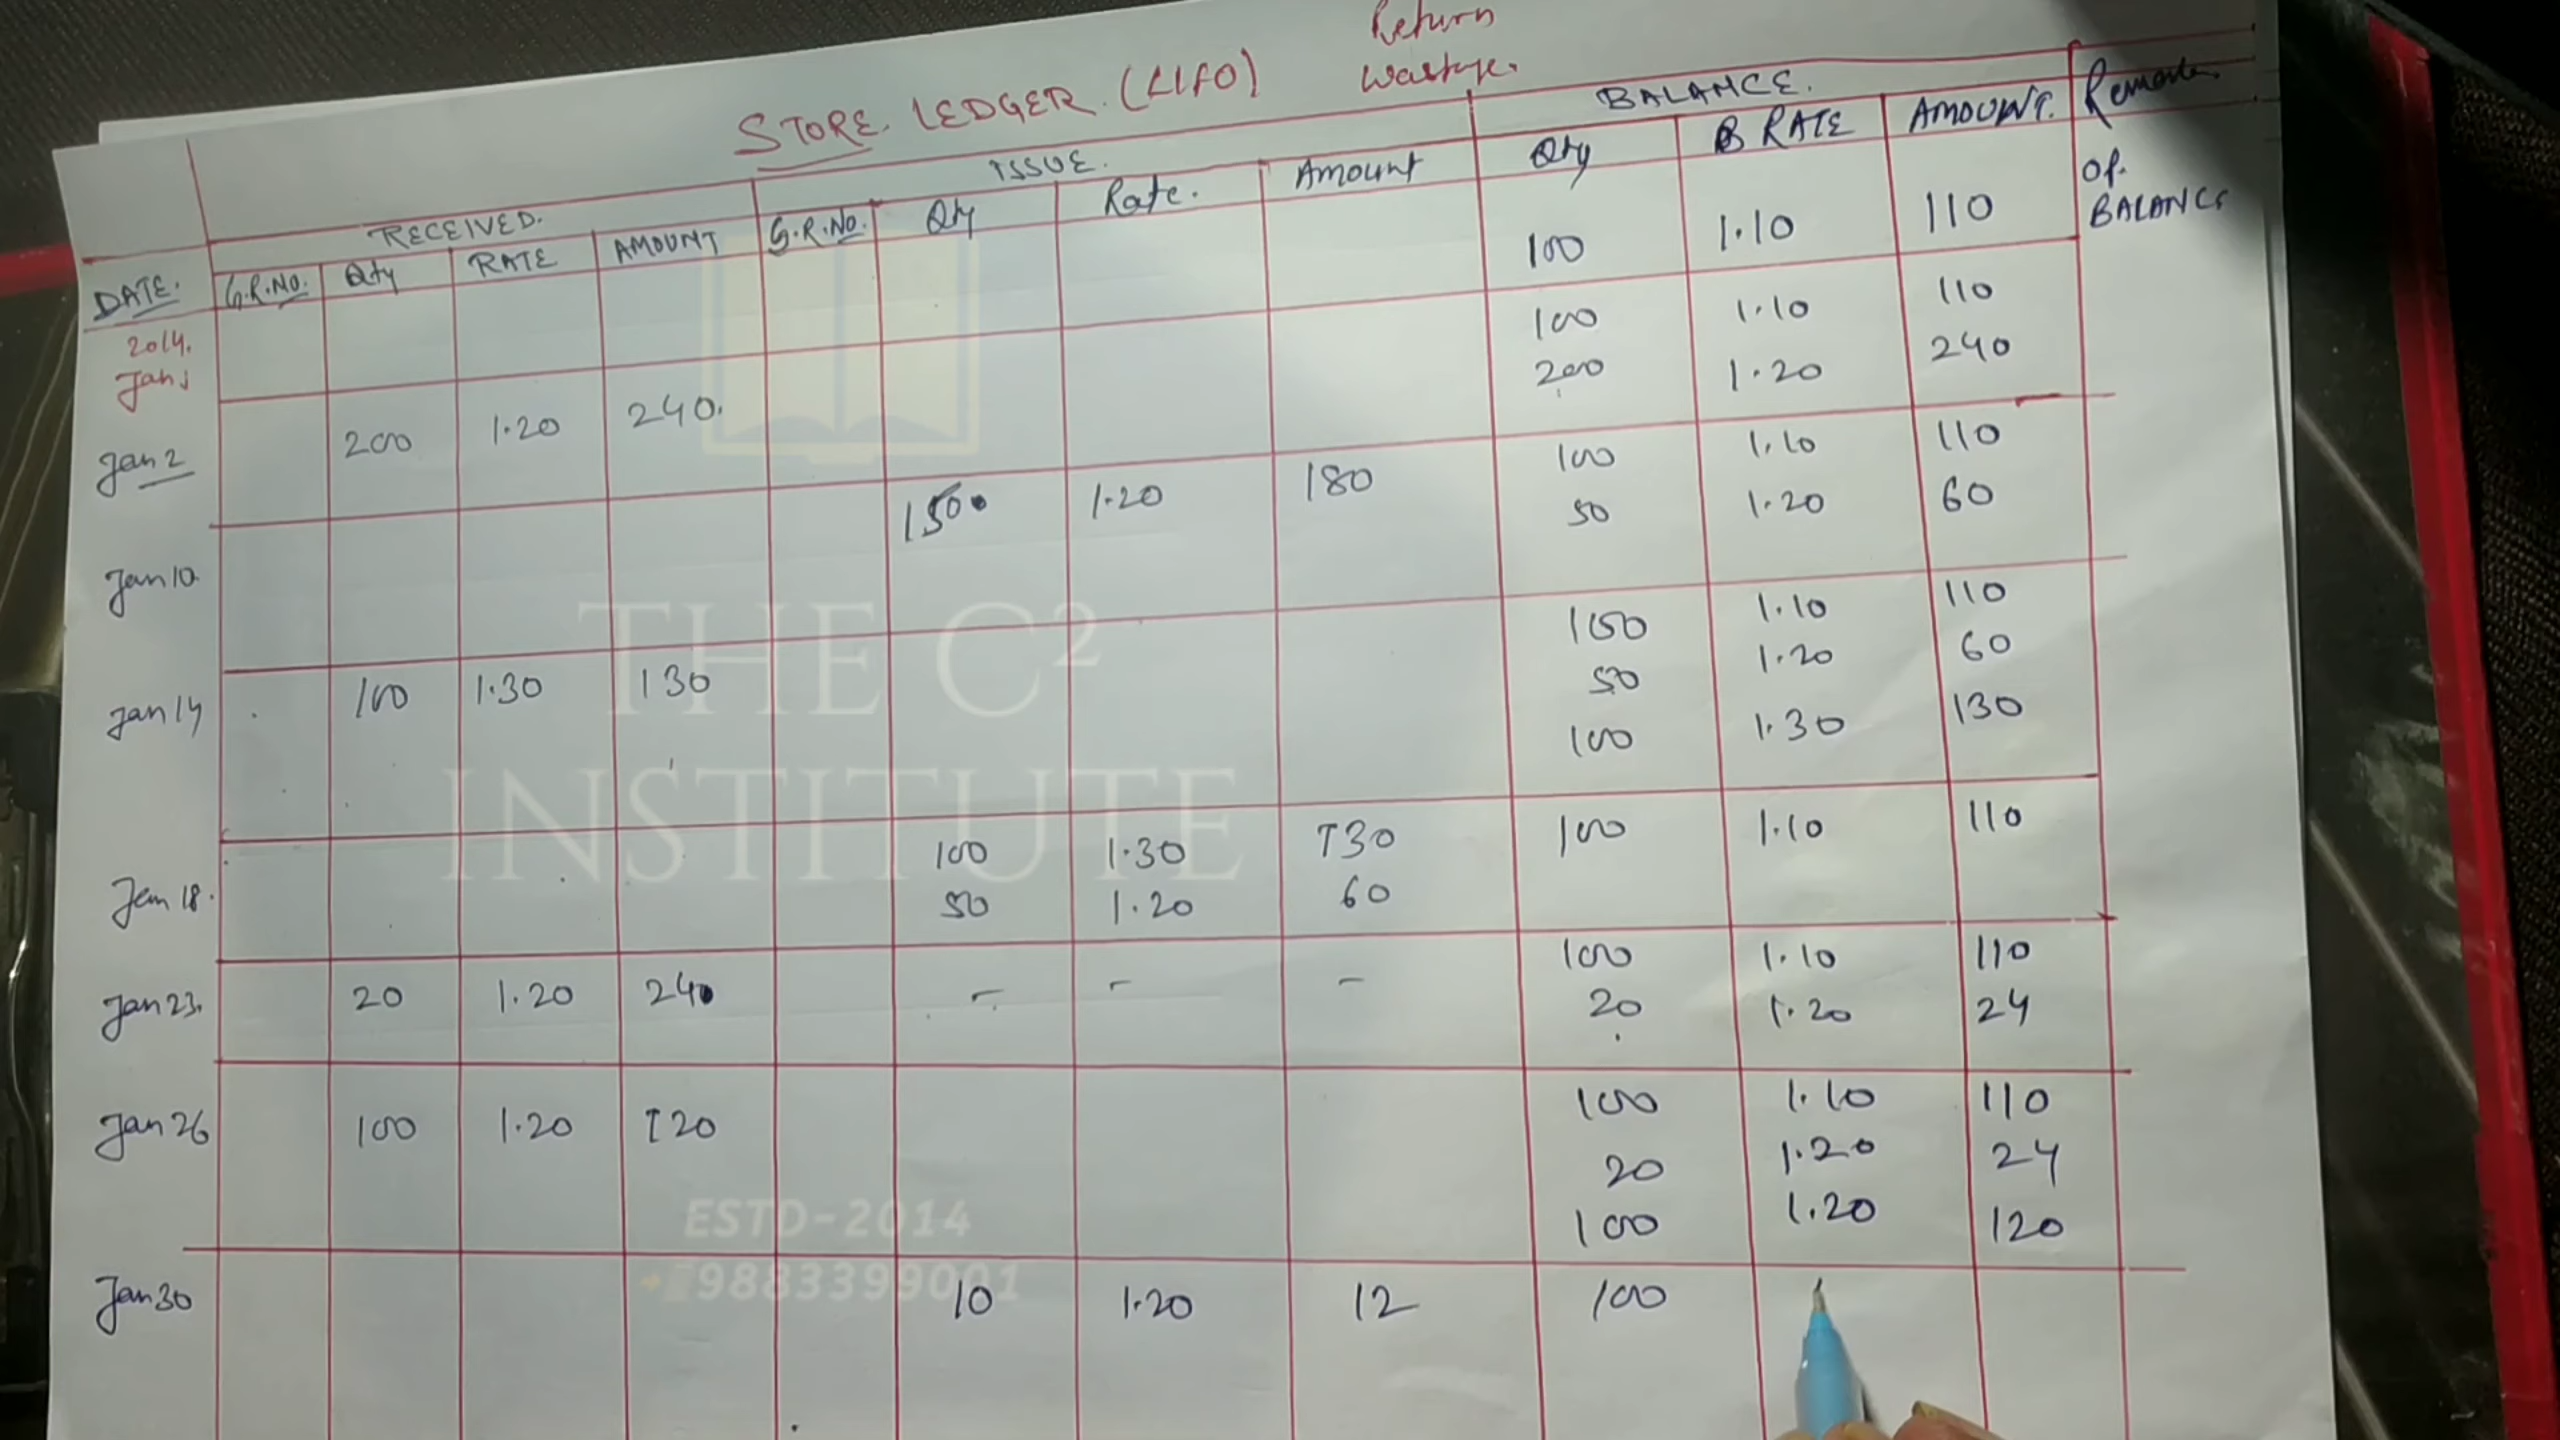 Return
Wastage.
STORE LEDGER. (LIFO)
RECEIVED. ISSUE. BALANCE. Remarks
DATE. G.R.NO. Qty RATE AMOUNT S.R.NO. Qty Rate. Amount Qty RATE AMOUNT. Of. BALANCE
2014.
Jan 1 100 1.10 110
Jan 2 200 1.20 240. 100 1.10 110
200 1.20 240
Jan 10 150 1.20 180 100 1.10 110
50 1.20 60
Jan 14 100 1.30 130 100 1.10 110
50 1.20 60
100 1.30 130
Jan 18. 100 1.30 130 100 1.10 110
50 1.20 60
Jan 23. 20 1.20 24 - - - 100 1.10 110
20 1.20 24
Jan 26 100 1.20 120 100 1.10 110
20 1.20 24
100 1.20 120
Jan 30 10 1.20 12 100
THE C²
INSTITUTE
ESTD-2014
9883399001